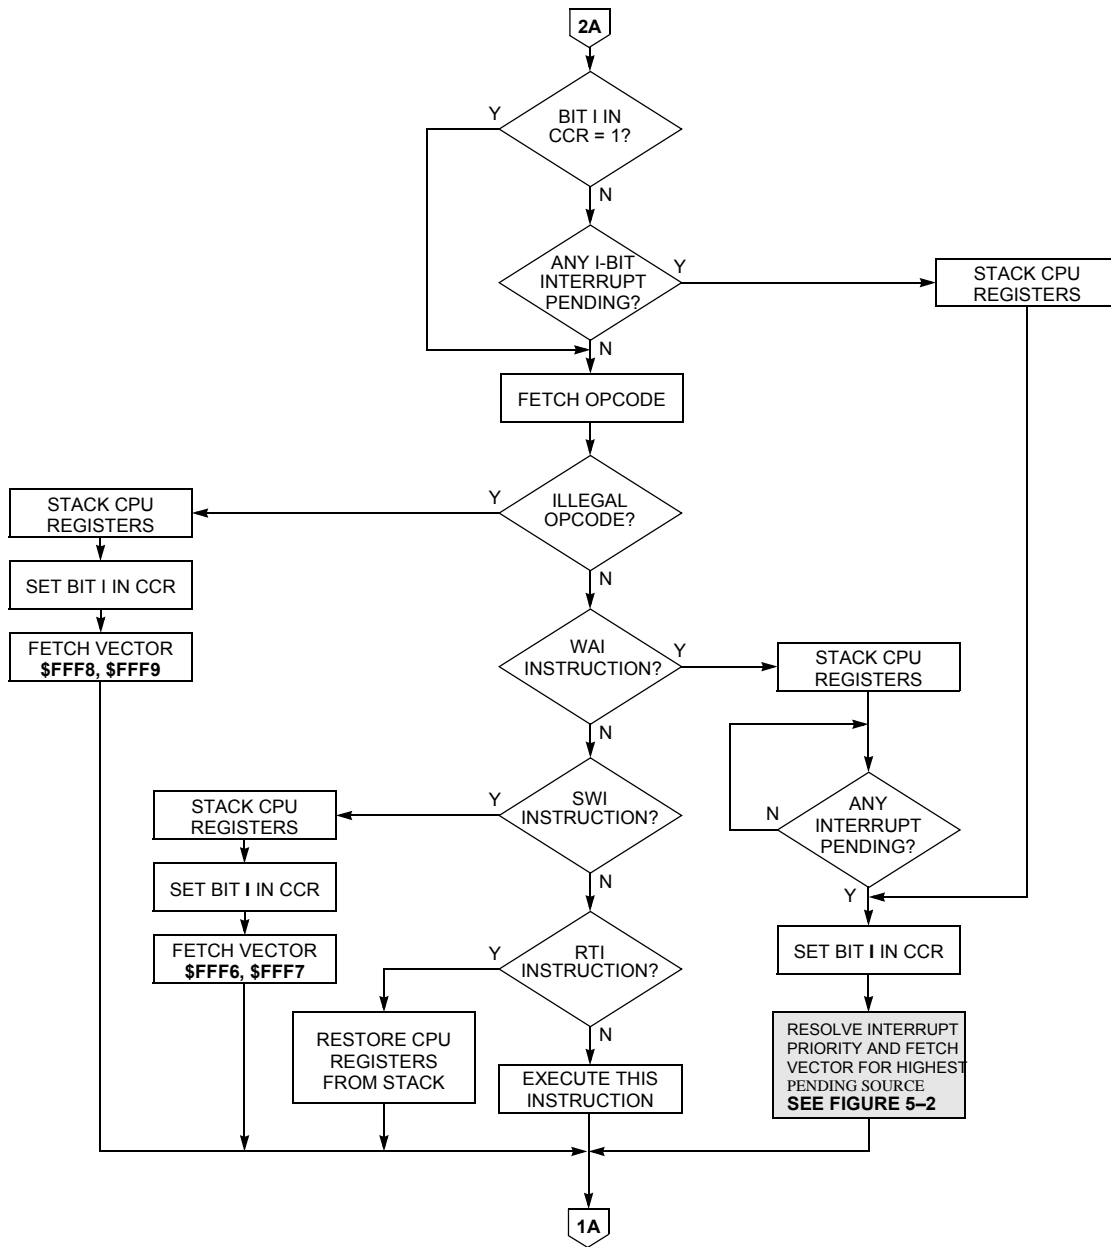 2A
Y
BIT I IN
CCR = 1?
N
ANY I-BIT
INTERRUPT
PENDING?
Y
STACK CPU
REGISTERS
N
FETCH OPCODE
STACK CPU
REGISTERS
Y
ILLEGAL
OPCODE?
N
SET BIT I IN CCR
FETCH VECTOR
$FFF8, $FFF9
WAI
INSTRUCTION?
Y
STACK CPU
REGISTERS
N
STACK CPU
REGISTERS
Y
SWI
INSTRUCTION?
N
ANY
INTERRUPT
PENDING?
N
Y
SET BIT I IN CCR
FETCH VECTOR
$FFF6, $FFF7
Y
RTI
INSTRUCTION?
N
SET BIT I IN CCR
RESTORE CPU
REGISTERS
FROM STACK
EXECUTE THIS
INSTRUCTION
RESOLVE INTERRUPT
PRIORITY AND FETCH
VECTOR FOR HIGHEST
PENDING SOURCE
SEE FIGURE 5–2
1A